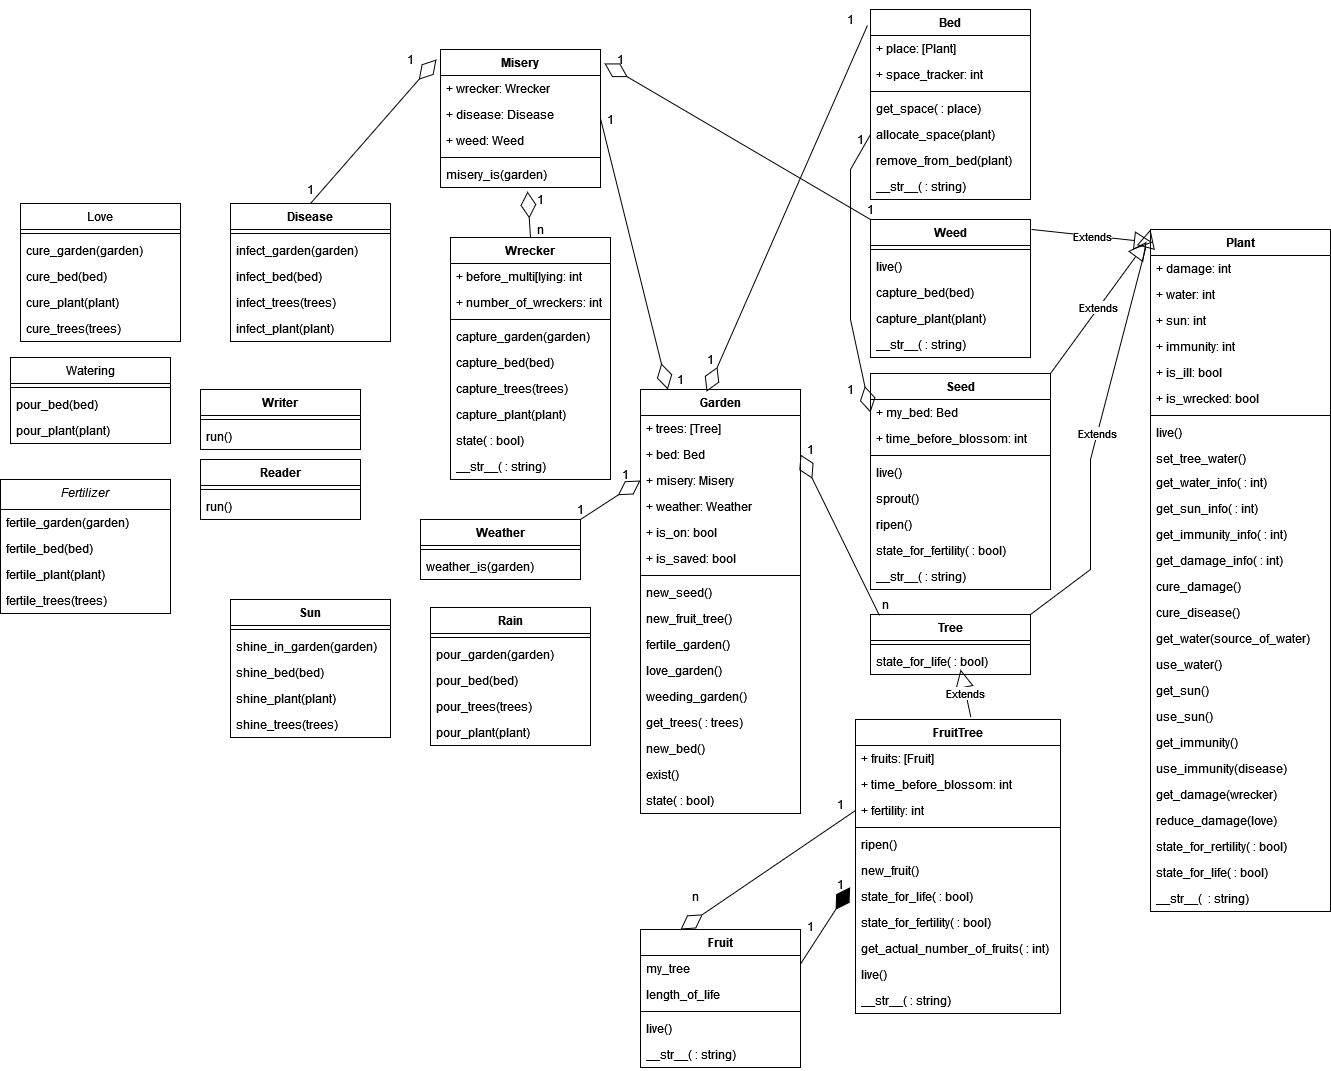 Bed
+ place: [Plant]
+ space_tracker: int
get_space( : place)
allocate_space(plant)
remove_from_bed(plant)
__str__( : string)
1
1
Misery
+ wrecker: Wrecker
+ disease: Disease
+ weed: Weed
misery_is(garden)
1
1
1
1
n
1
1
1
Love
cure_garden(garden)
cure_bed(bed)
cure_plant(plant)
cure_trees(trees)
Disease
infect_garden(garden)
infect_bed(bed)
infect_trees(trees)
infect_plant(plant)
Wrecker
+ before_multi[lying: int
+ number_of_wreckers: int
capture_garden(garden)
capture_bed(bed)
capture_trees(trees)
capture_plant(plant)
state( : bool)
__str__( : string)
Weed
live()
capture_bed(bed)
capture_plant(plant)
__str__( : string)
Extends
Extends
Extends
Plant
+ damage: int
+ water: int
+ sun: int
+ immunity: int
+ is_ill: bool
+ is_wrecked: bool
live()
set_tree_water()
get_water_info( : int)
get_sun_info( : int)
get_immunity_info( : int)
get_damage_info( : int)
cure_damage()
cure_disease()
get_water(source_of_water)
use_water()
get_sun()
use_sun()
get_immunity()
use_immunity(disease)
get_damage(wrecker)
reduce_damage(love)
state_for_rertility( : bool)
state_for_life( : bool)
__str__( : string)
Watering
pour_bed(bed)
pour_plant(plant)
Writer
run()
Reader
run()
Fertilizer
fertile_garden(garden)
fertile_bed(bed)
fertile_plant(plant)
fertile_trees(trees)
1
1
Garden
+ trees: [Tree]
+ bed: Bed
+ misery: Misery
+ weather: Weather
+ is_on: bool
+ is_saved: bool
new_seed()
new_fruit_tree()
fertile_garden()
love_garden()
weeding_garden()
get_trees( : trees)
new_bed()
exist()
state( : bool)
1
1
1
n
1
Seed
+ my_bed: Bed
+ time_before_blossom: int
live()
sprout()
ripen()
state_for_fertility( : bool)
__str__( : string)
Weather
weather_is(garden)
Sun
shine_in_garden(garden)
shine_bed(bed)
shine_plant(plant)
shine_trees(trees)
Rain
pour_garden(garden)
pour_bed(bed)
pour_trees(trees)
pour_plant(plant)
Tree
state_for_life( : bool)
Extends
FruitTree
+ fruits: [Fruit]
+ time_before_blossom: int
+ fertility: int
ripen()
new_fruit()
state_for_life( : bool)
state_for_fertility( : bool)
get_actual_number_of_fruits( : int)
live()
__str__( : string)
1
n
1
1
Fruit
my_tree
length_of_life
live()
__str__( : string)